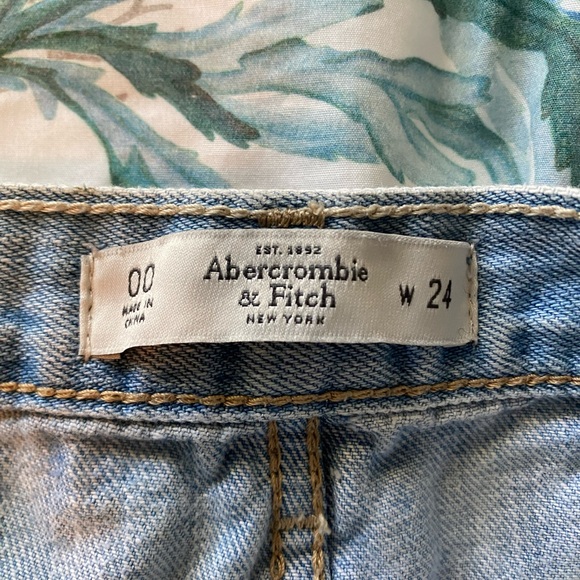 00
MADE IN
CHINA
EST. 1892
Abercrombie
& Fitch
NEW YORK
W 24